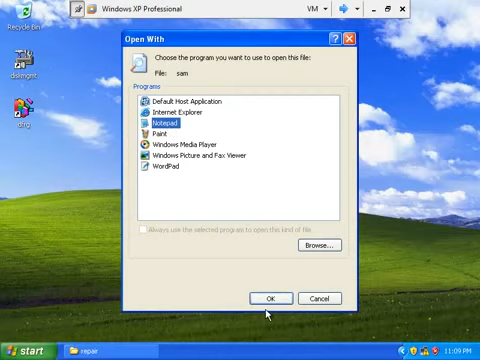 Windows XP Professional
VM
Recycle Bin
diskmgmt
Open With
Choose the program you want to use to open this file:
File: sam
Programs
Default Host Application
Internet Explorer
Notepad
Paint
Windows Media Player
Windows Picture and Fax Viewer
WordPad
Always use the selected program to open this kind of file
Browse...
OK
Cancel
start
repair
11:09 PM